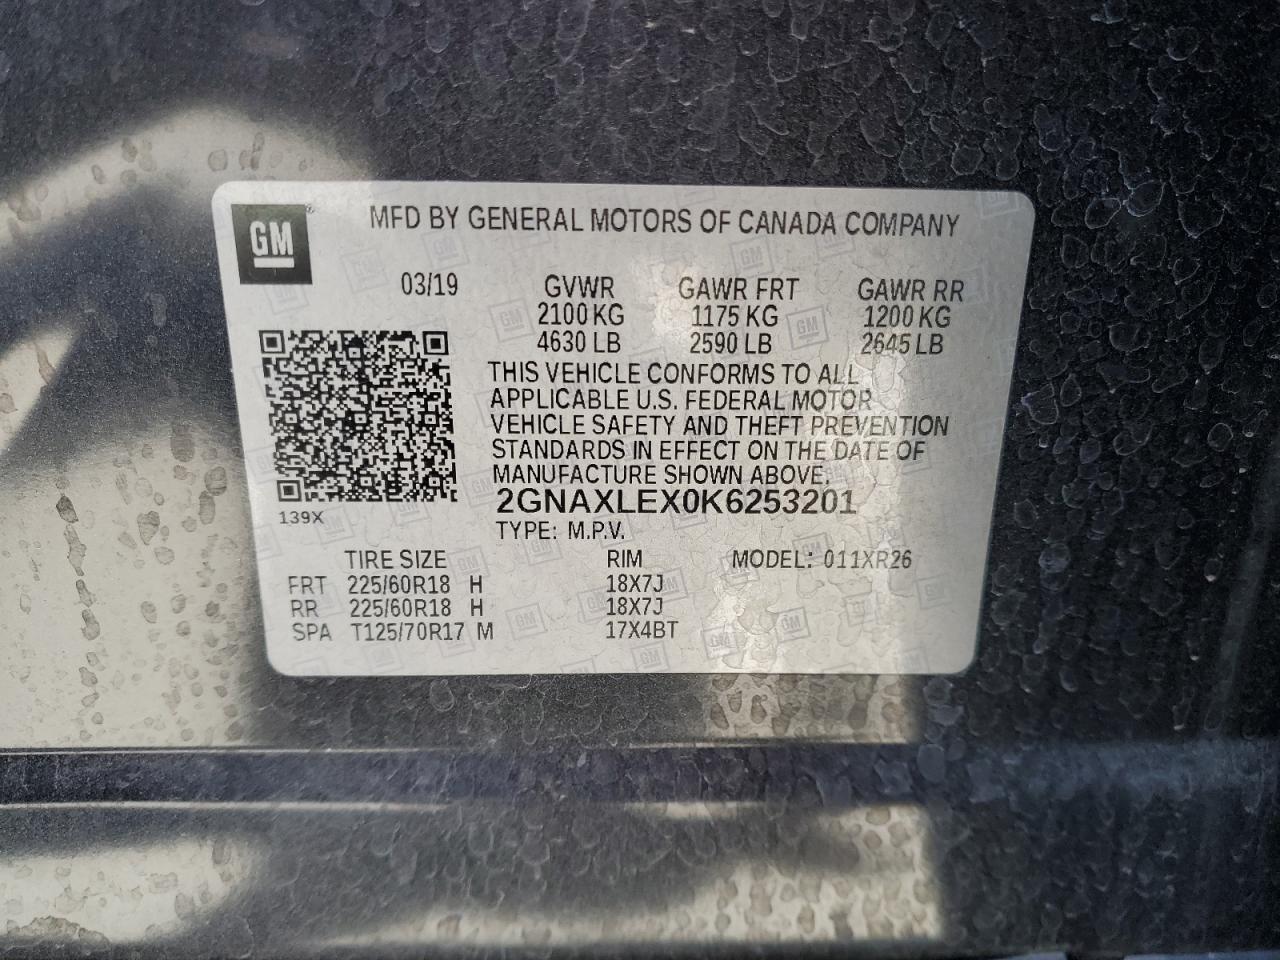 GM
MFD BY GENERAL MOTORS OF CANADA COMPANY
03/19 GVWR GAWR FRT GAWR RR
2100 KG 1175 KG 1200 KG
4630 LB 2590 LB 2645 LB
THIS VEHICLE CONFORMS TO ALL
APPLICABLE U.S. FEDERAL MOTOR
VEHICLE SAFETY AND THEFT PREVENTION
STANDARDS IN EFFECT ON THE DATE OF
MANUFACTURE SHOWN ABOVE.
2GNAXLEX0K6253201
139X
TYPE: M.P.V.
TIRE SIZE RIM MODEL: 011XR26
FRT 225/60R18 H 18X7J
RR 225/60R18 H 18X7J
SPA T125/70R17 M 17X4BT